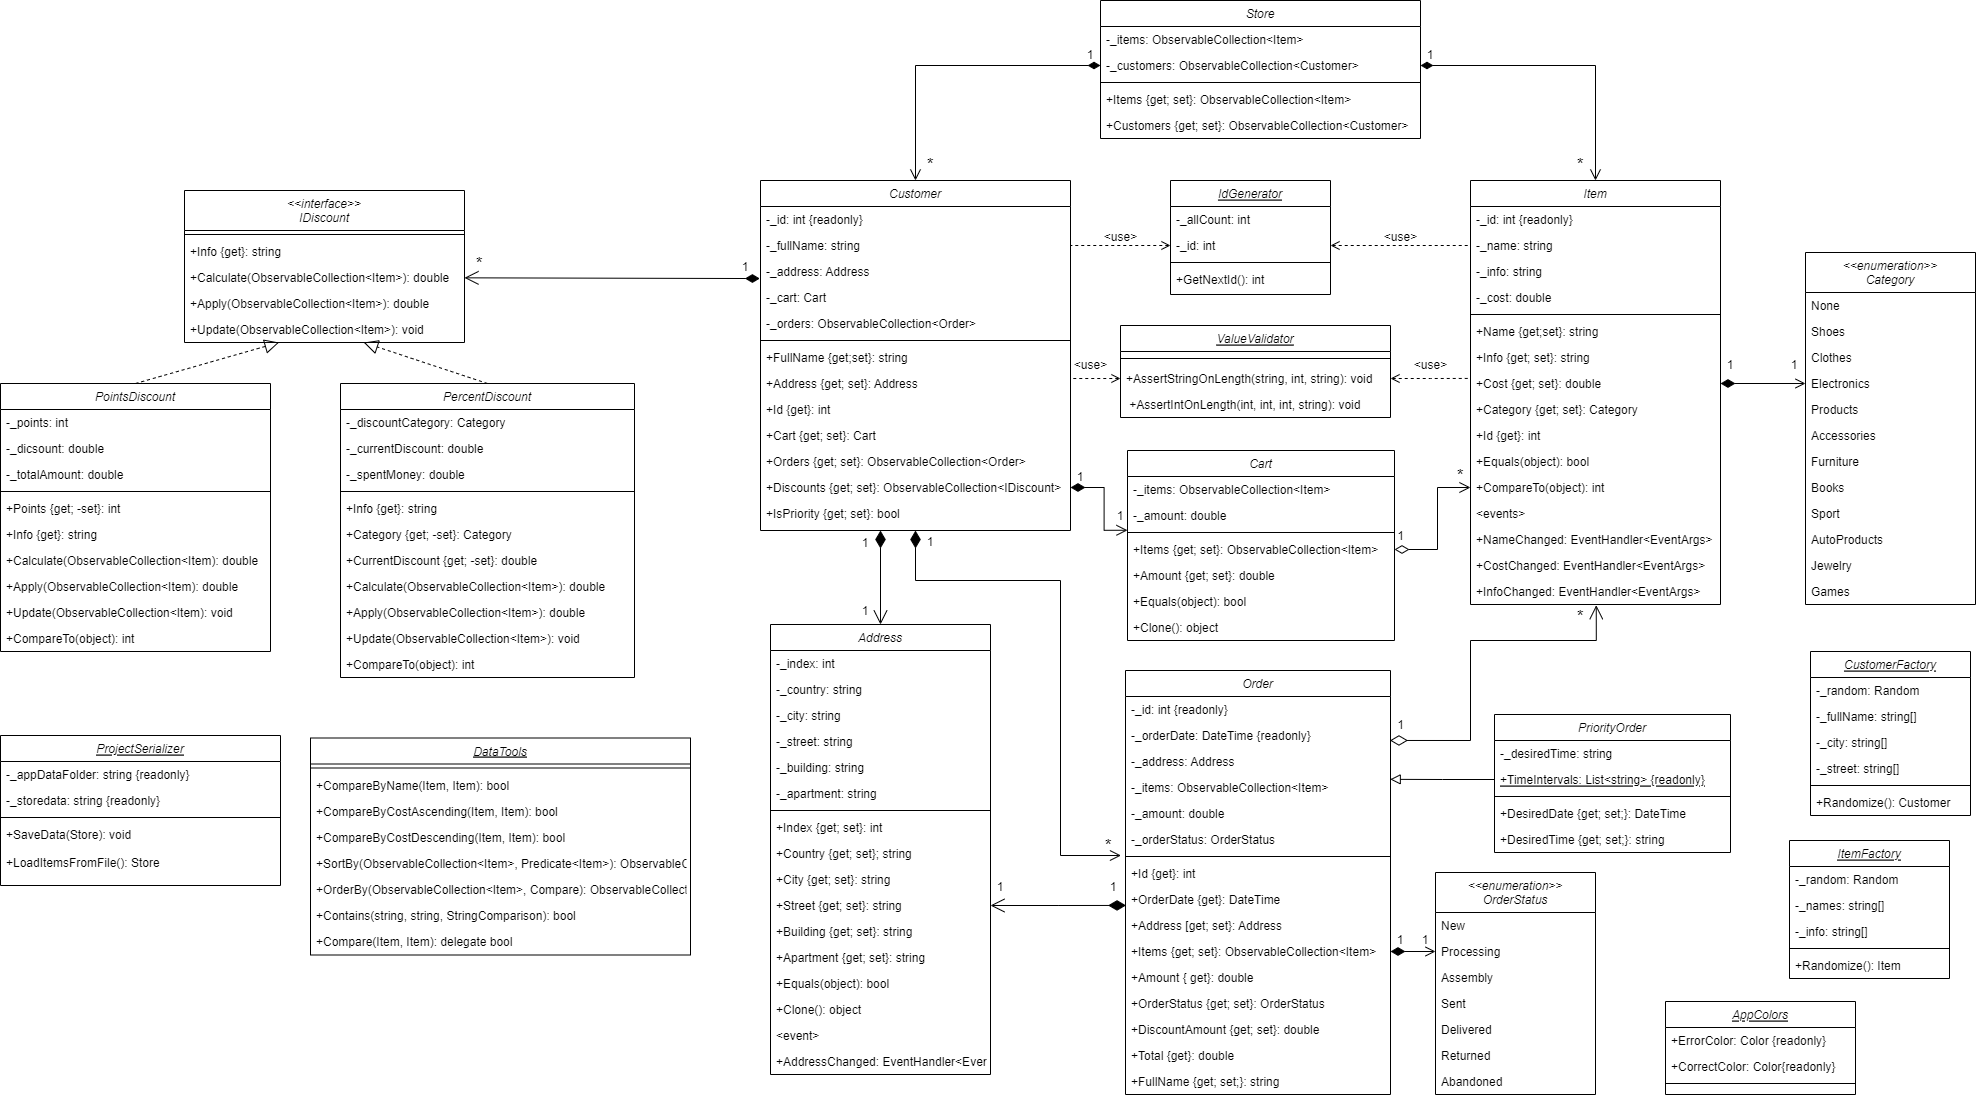 Store
-_items: ObservableCollection<Item>
-_customers: ObservableCollection<Customer>
+Items {get; set}: ObservableCollection<Item>
+Customers {get; set}: ObservableCollection<Customer>
1
1
*
*
<<interface>>
IDiscount
+Info {get}: string
+Calculate(ObservableCollection<Item>): double
+Apply(ObservableCollection<Item>): double
+Update(ObservableCollection<Item>): void
*
1
Customer
-_id: int {readonly}
-_fullName: string
-_address: Address
-_cart: Cart
-_orders: ObservableCollection<Order>
+FullName {get;set}: string
+Address {get; set}: Address
+Id {get}: int
+Cart {get; set}: Cart
+Orders {get; set}: ObservableCollection<Order>
+Discounts {get; set}: ObservableCollection<IDiscount>
+IsPriority {get; set}: bool
<use>
IdGenerator
-_allCount: int
-_id: int
+GetNextId(): int
<use>
<use>
ValueValidator
+AssertStringOnLength(string, int, string): void
+AssertIntOnLength(int, int, int, string): void
<use>
Item
-_id: int {readonly}
-_name: string
-_info: string
-_cost: double
+Name {get;set}: string
+Info {get; set}: string
+Cost {get; set}: double
+Category {get; set}: Category
+Id {get}: int
+Equals(object): bool
+CompareTo(object): int
<events>
+NameChanged: EventHandler<EventArgs>
+CostChanged: EventHandler<EventArgs>
+InfoChanged: EventHandler<EventArgs>
1
1
<<enumeration>>
Category
None
Shoes
Clothes
Electronics
Products
Accessories
Furniture
Books
Sport
AutoProducts
Jewelry
Games
PointsDiscount
-_points: int
-_dicsount: double
-_totalAmount: double
+Points {get; -set}: int
+Info {get}: string
+Calculate(ObservableCollection<Item): double
+Apply(ObservableCollection<Item): double
+Update(ObservableCollection<Item): void
+CompareTo(object): int
PercentDiscount
-_discountCategory: Category
-_currentDiscount: double
-_spentMoney: double
+Info {get}: string
+Category {get; -set}: Category
+CurrentDiscount {get; -set}: double
+Calculate(ObservableCollection<Item>): double
+Apply(ObservableCollection<Item>): double
+Update(ObservableCollection<Item>): void
+CompareTo(object): int
1
1
Cart
-_items: ObservableCollection<Item>
-_amount: double
+Items {get; set}: ObservableCollection<Item>
+Amount {get; set}: double
+Equals(object): bool
+Clone(): object
1
*
1
1
1
Address
-_index: int
-_country: string
-_city: string
-_street: string
-_building: string
-_apartment: string
+Index {get; set}: int
+Country {get; set}; string
+City {get; set}: string
+Street {get; set}: string
+Building {get; set}: string
+Apartment {get; set}: string
+Equals(object): bool
+Clone(): object
<event>
+AddressChanged: EventHandler<Ever
*
1
1
Order
-_id: int {readonly}
-_orderDate: DateTime {readonly}
-_address: Address
-_items: ObservableCollection<Item>
-_amount: double
-_orderStatus: OrderStatus
+Id {get}: int
+OrderDate {get}: DateTime
+Address [get; set}: Address
+Items {get; set}: ObservableCollection<Item>
+Amount { get}: double
+OrderStatus {get; set}: OrderStatus
+DiscountAmount {get; set}: double
+Total {get}: double
+FullName {get; set;}: string
1
*
PriorityOrder
-_desiredTime: string
+TimeIntervals: List<string> {readonly}
+DesiredDate {get; set;}: DateTime
+DesiredTime {get; set;}: string
1
1
<<enumeration>>
OrderStatus
New
Processing
Assembly
Sent
Delivered
Returned
Abandoned
CustomerFactory
-_random: Random
-_fullName: string[]
-_city: string[]
-_street: string[]
+Randomize(): Customer
ItemFactory
-_random: Random
-_names: string[]
-_info: string[]
+Randomize(): Item
AppColors
+ErrorColor: Color {readonly}
+CorrectColor: Color{readonly}
ProjectSerializer
-_appDataFolder: string {readonly}
-_storedata: string {readonly}
+SaveData(Store): void
+LoadItemsFromFile(): Store
DataTools
+CompareByName(Item, Item): bool
+CompareByCostAscending(Item, Item): bool
+CompareByCostDescending(Item, Item): bool
+SortBy(ObservableCollection<Item>, Predicate<Item>): ObservableC
+OrderBy(ObservableCollection<Item>, Compare): ObservableCollect
+Contains(string, string, StringComparison): bool
+Compare(Item, Item): delegate bool